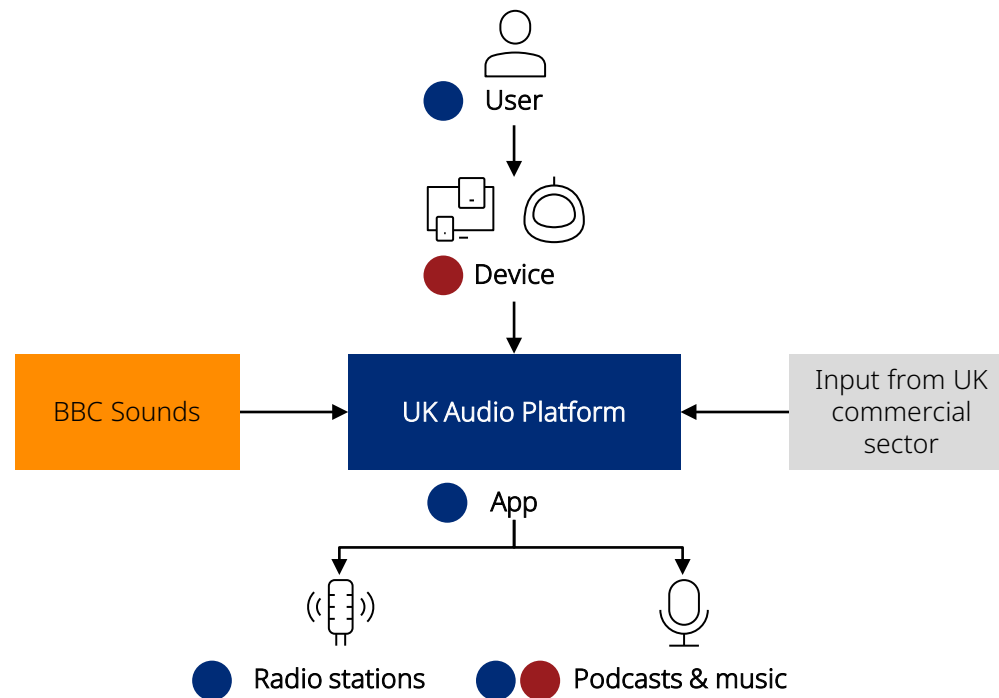 User
Device
BBC Sounds
UK Audio Platform
Input from UK
commercial
sector
App
Radio stations
Podcasts & music